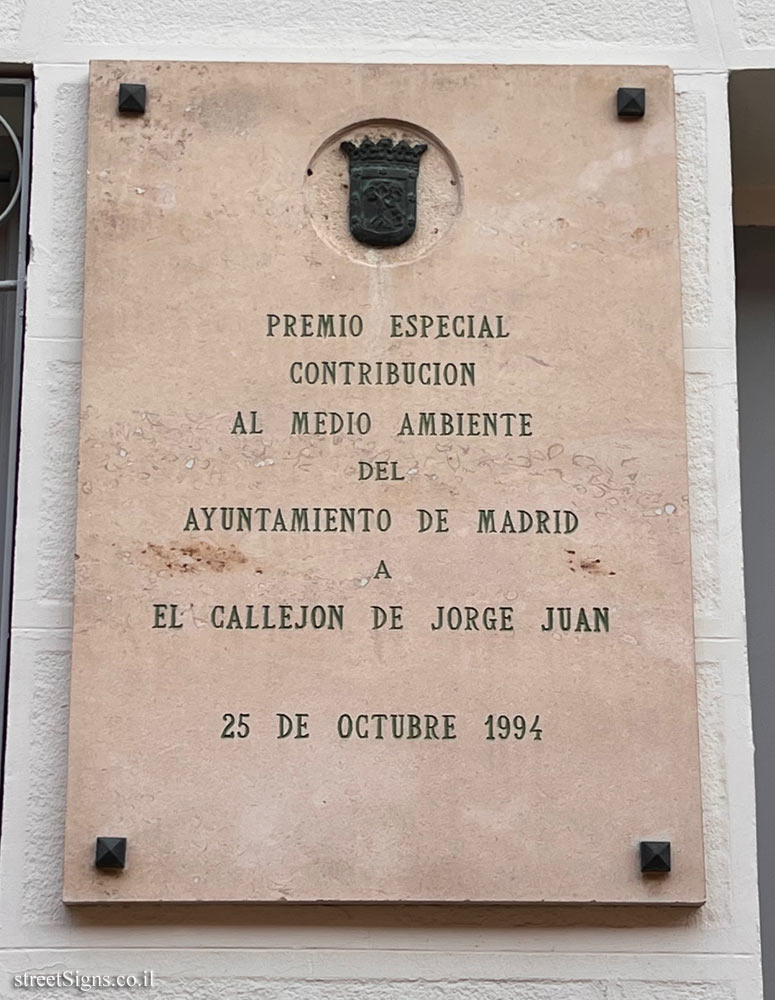 PREMIO ESPECIAL
CONTRIBUCION
AL MEDIO AMBIENTE
DEL
AYUNTAMIENTO DE MADRID
A
EL CALLEJON DE JORGE JUAN
25 DE OCTUBRE 1994
streetSigns.co.il